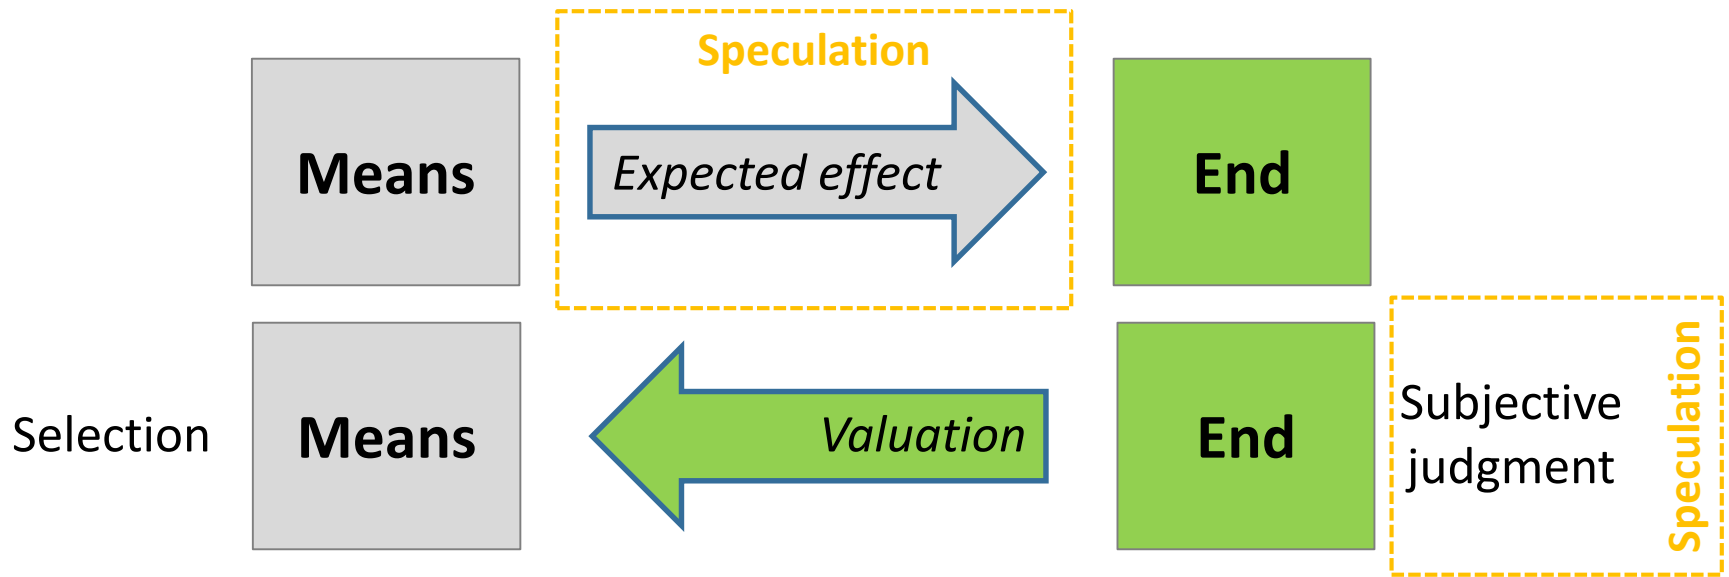 Speculation
Means
Expected effect
End
Selection
Means
Valuation
End
Subjective
judgment
Speculation